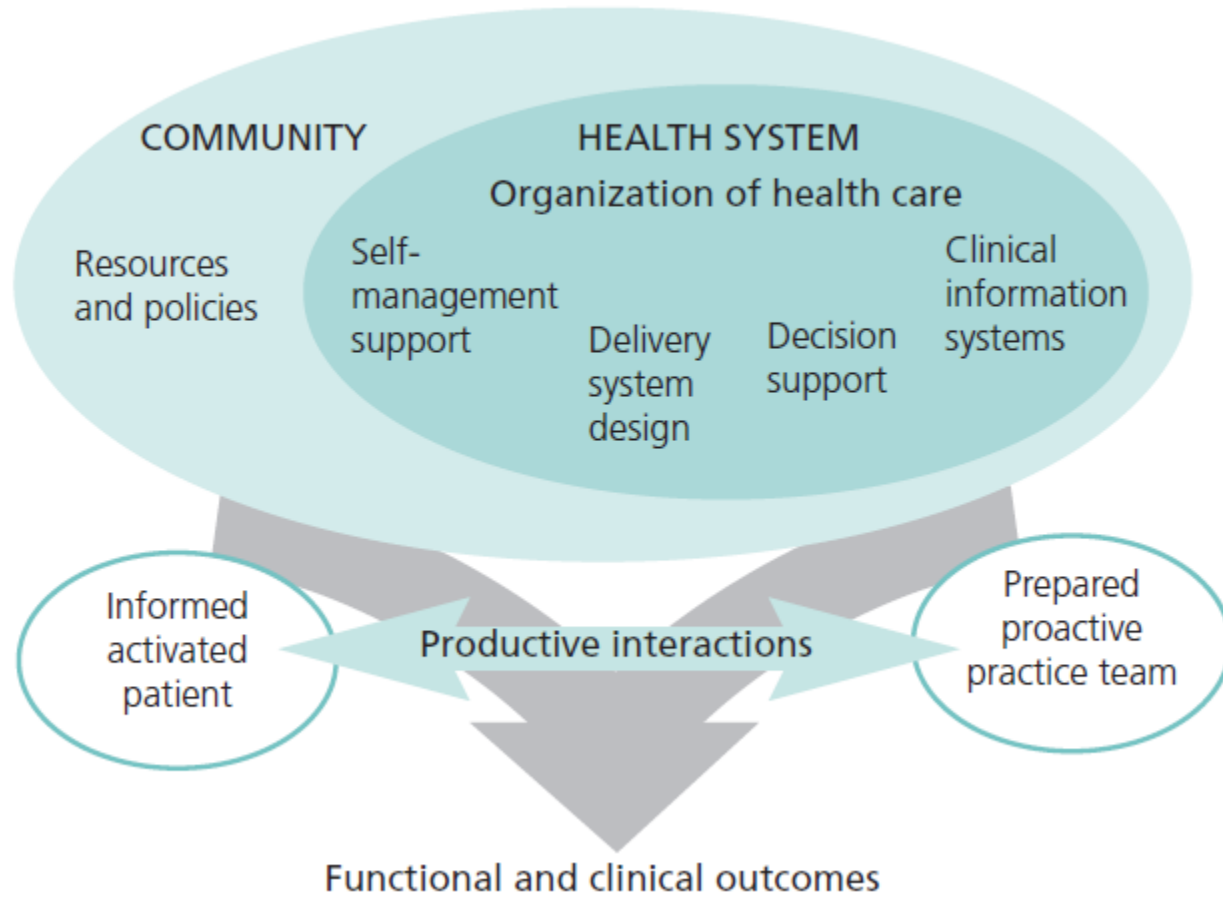 COMMUNITY
Resources
and policies
HEALTH SYSTEM
Organization of health care
Self-
management
support
Delivery
system
design
Decision
support
Clinical
information
systems
Informed
activated
patient
Productive interactions
Prepared
proactive
practice team
Functional and clinical outcomes